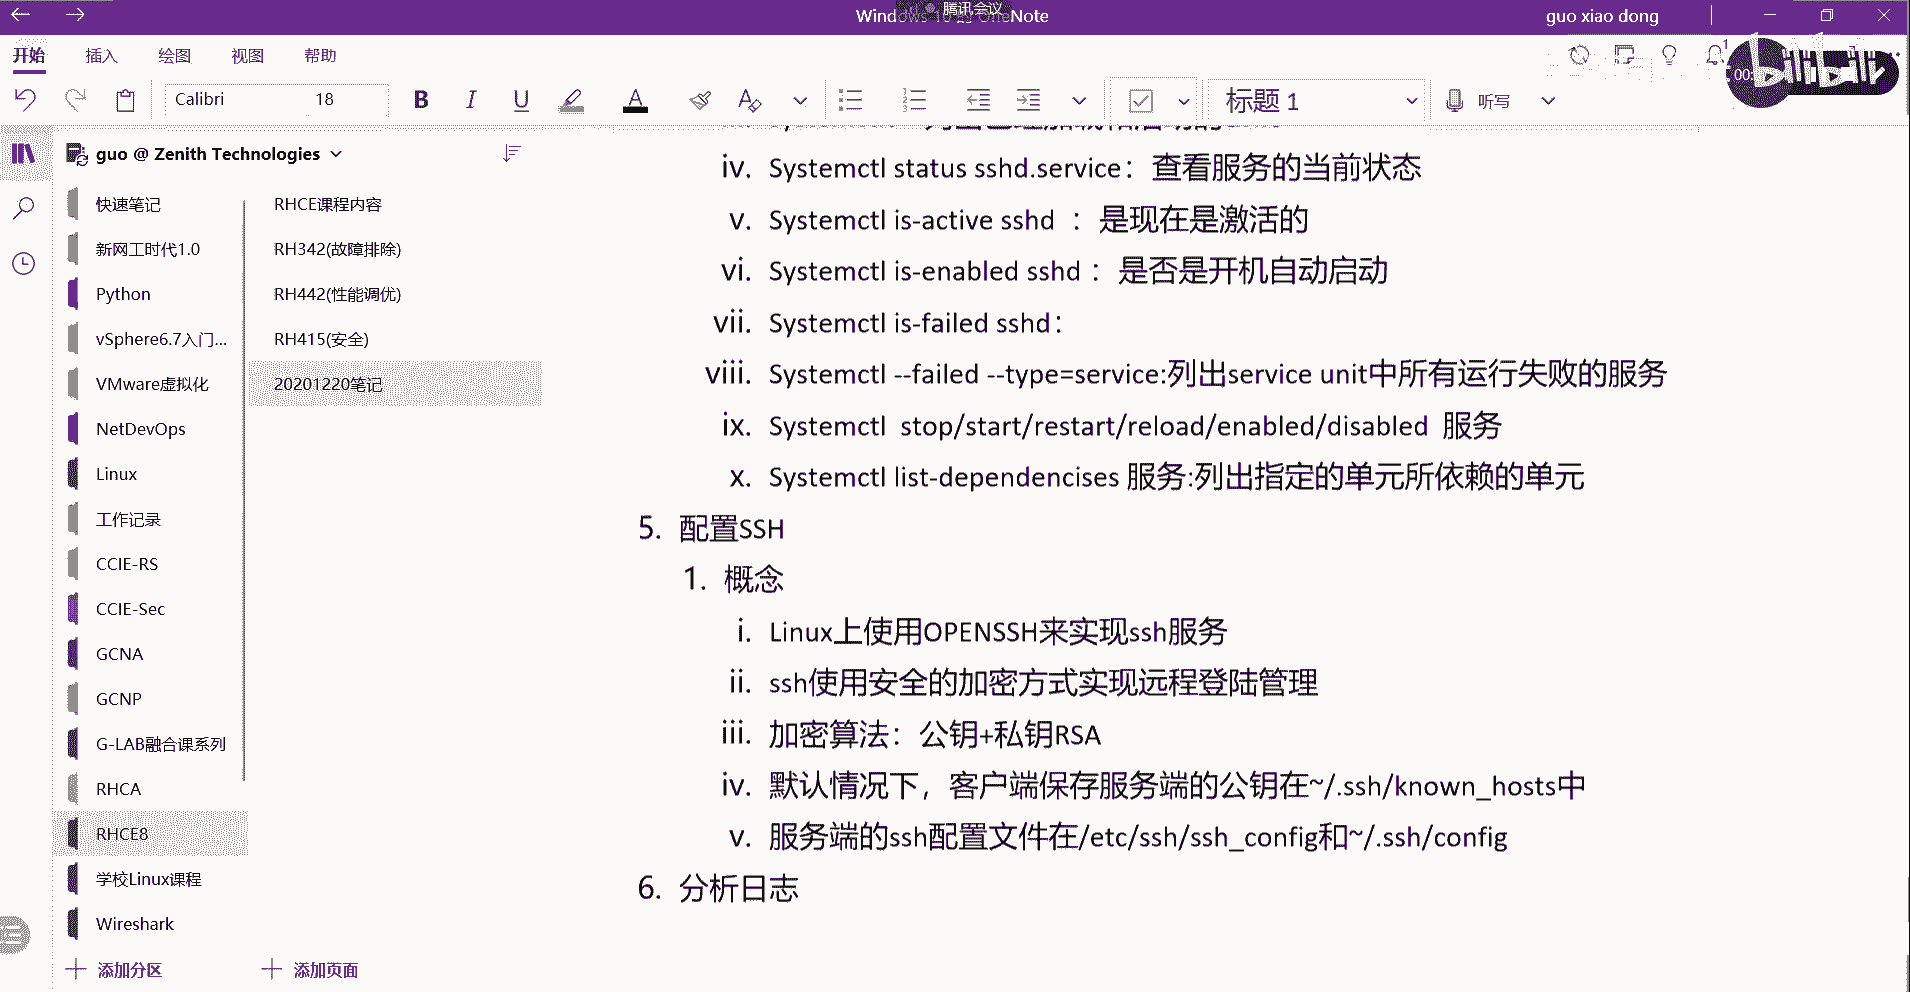 腾讯会议
guo xiao dong
开始 插入 绘图 视图 帮助
Calibri 18 B I U A 标题 1 听写
guo @ Zenith Technologies
快速笔记
新网工时代1.0
Python
vSphere6.7入门...
VMware虚拟化
NetDevOps
Linux
工作记录
CCIE-RS
CCIE-Sec
GCNA
GCNP
G-LAB融合课系列
RHCA
RHCE8
学校Linux课程
Wireshark
添加分区
RHCE课程内容
RH342(故障排除)
RH442(性能调优)
RH415(安全)
20201220笔记
添加页面
iv. Systemctl status sshd.service：查看服务的当前状态
v. Systemctl is-active sshd ：是现在是激活的
vi. Systemctl is-enabled sshd：是否是开机自动启动
vii. Systemctl is-failed sshd：
viii. Systemctl --failed --type=service:列出service unit中所有运行失败的服务
ix. Systemctl stop/start/restart/reload/enabled/disabled 服务
x. Systemctl list-dependencises 服务:列出指定的单元所依赖的单元
5. 配置SSH
1. 概念
i. Linux上使用OPENSSH来实现ssh服务
ii. ssh使用安全的加密方式实现远程登陆管理
iii. 加密算法：公钥+私钥RSA
iv. 默认情况下，客户端保存服务端的公钥在~/.ssh/known_hosts中
v. 服务端的ssh配置文件在/etc/ssh/ssh_config和~/.ssh/config
6. 分析日志
bilibili